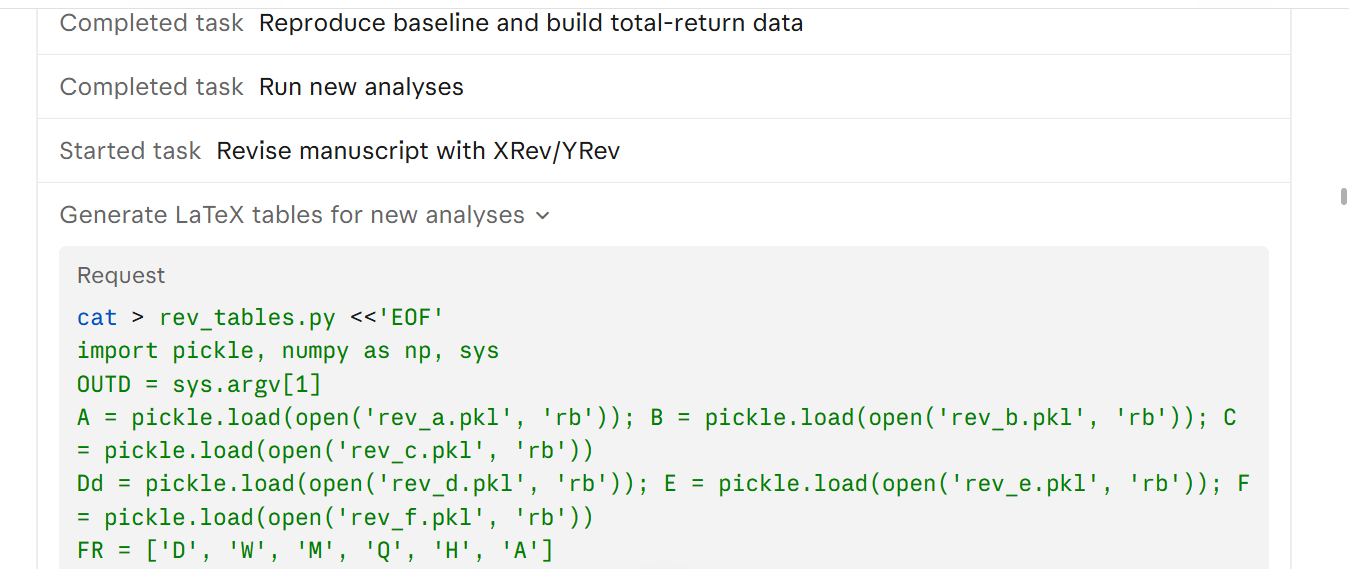 Completed task Reproduce baseline and build total-return data
Completed task Run new analyses
Started task Revise manuscript with XRev/YRev
Generate LaTeX tables for new analyses
Request
cat > rev_tables.py <<'EOF'
import pickle, numpy as np, sys
OUTD = sys.argv[1]
A = pickle.load(open('rev_a.pkl', 'rb')); B = pickle.load(open('rev_b.pkl', 'rb')); C
= pickle.load(open('rev_c.pkl', 'rb'))
Dd = pickle.load(open('rev_d.pkl', 'rb')); E = pickle.load(open('rev_e.pkl', 'rb')); F
= pickle.load(open('rev_f.pkl', 'rb'))
FR = ['D', 'W', 'M', 'Q', 'H', 'A']